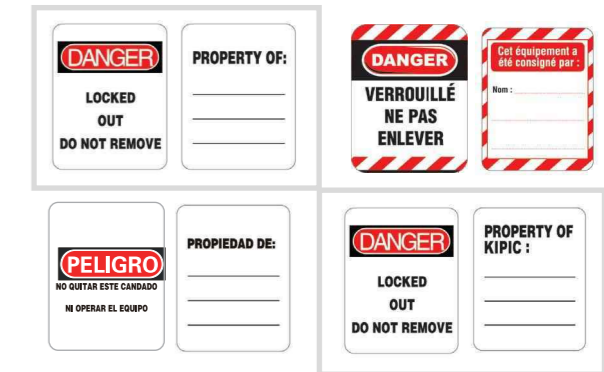 DANGER
LOCKED
OUT
DO NOT REMOVE
PROPERTY OF:
DANGER
VERROUILLÉ
NE PAS
ENLEVER
Cet équipement a
été consigné par :
Nom :
PELIGRO
NO QUITAR ESTE CANDADO
NI OPERAR EL EQUIPO
PROPIEDAD DE:
DANGER
LOCKED
OUT
DO NOT REMOVE
PROPERTY OF
KIPIC :